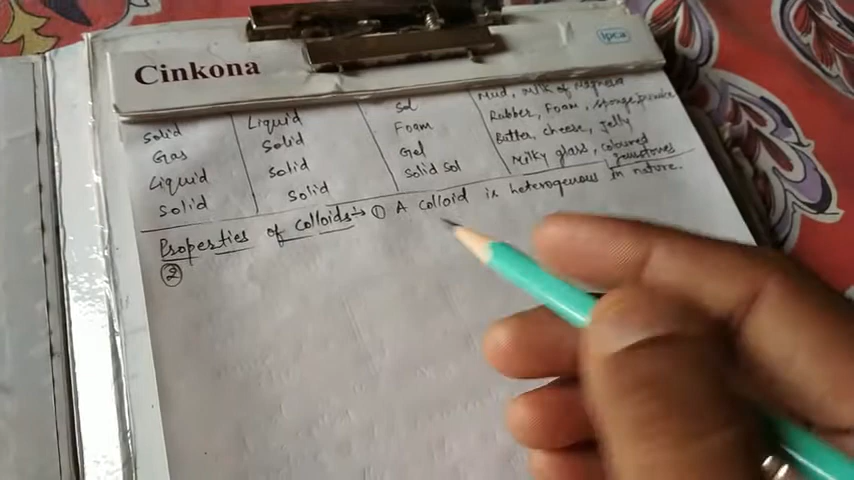 Cinkona
ipca
Solid Liquid Sol Mud, Milk of Magnesia
Gas Solid Foam Rubber, Foam, sponge, pumice
Liquid Solid Gel Butter, cheese, jelly
Solid Solid Solid Sol Milky glass, coloured gemstones
Properties of colloids → ① A colloid is heterogenous in nature.
②